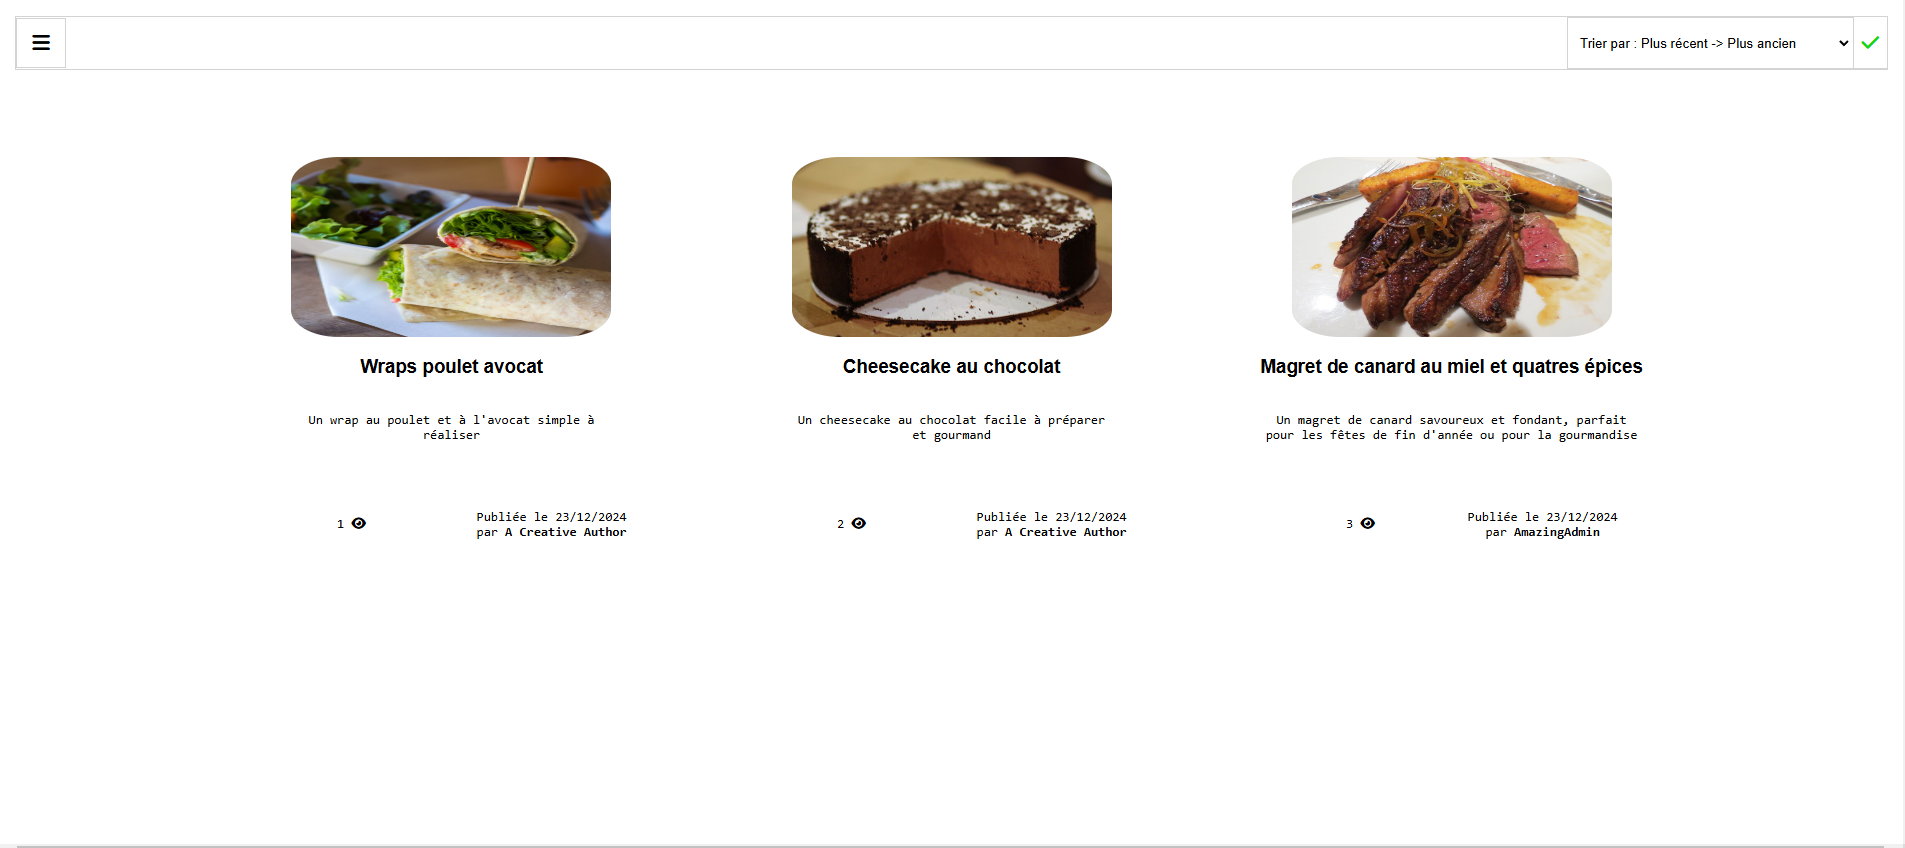 Trier par : Plus récent -> Plus ancien
Wraps poulet avocat
Un wrap au poulet et à l'avocat simple à
réaliser
1
Publiée le 23/12/2024
par A Creative Author
Cheesecake au chocolat
Un cheesecake au chocolat facile à préparer
et gourmand
2
Publiée le 23/12/2024
par A Creative Author
Magret de canard au miel et quatres épices
Un magret de canard savoureux et fondant, parfait
pour les fêtes de fin d'année ou pour la gourmandise
3
Publiée le 23/12/2024
par AmazingAdmin